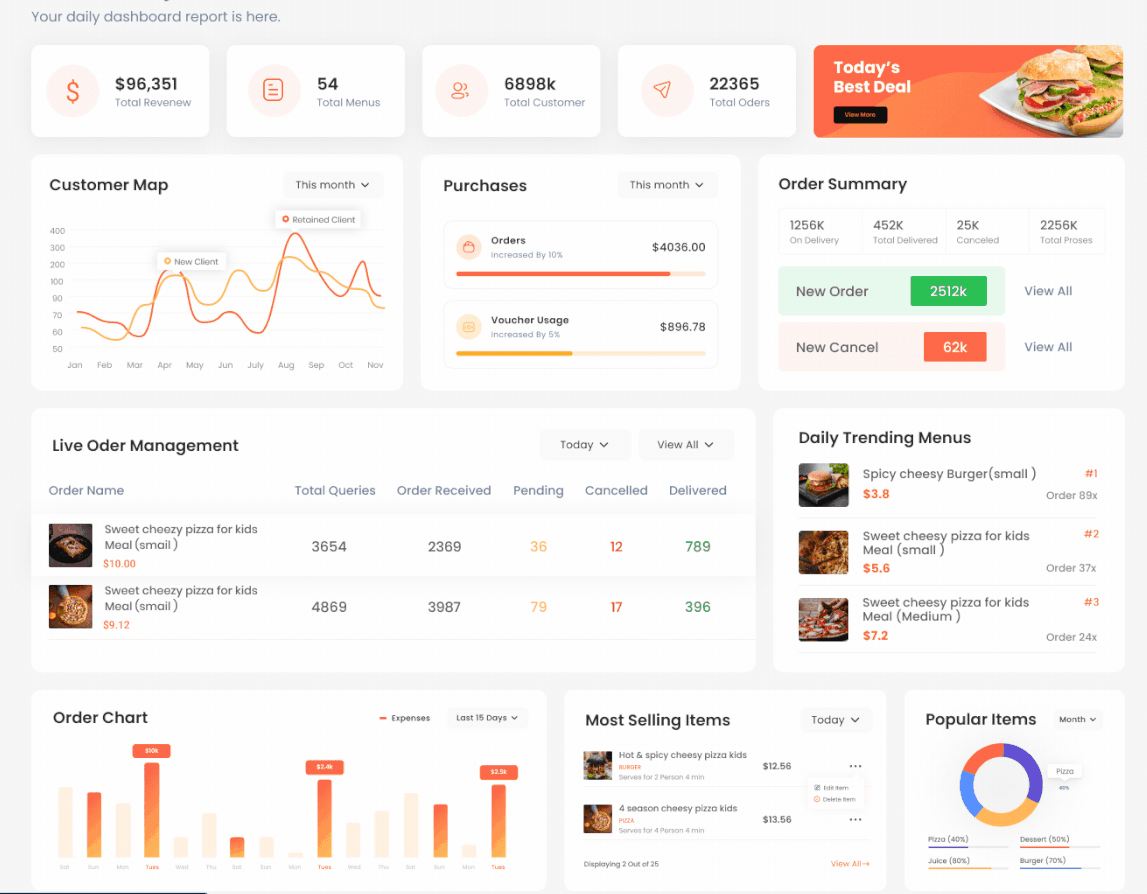 Your daily dashboard report is here.
$96,351
Total Revenew
54
Total Menus
6898k
Total Customer
22365
Total Oders
Today's
Best Deal
View More
Customer Map
This month
Retained Client
New Client
400
300
200
100
90
70
60
50
Jan Feb Mar Apr May Jun July Aug Sep Oct Nov
Purchases
This month
Orders
Increased By 10%
$4036.00
Voucher Usage
Increased By 5%
$896.78
Order Summary
1256K
On Delivery
452K
Total Delivered
25K
Canceled
2256K
Total Proses
New Order
2512k
View All
New Cancel
62k
View All
Live Oder Management
Today
View All
Order Name Total Queries Order Received Pending Cancelled Delivered
Sweet cheezy pizza for kids
Meal (smail )
$10.00
3654 2369 36 12 789
Sweet cheezy pizza for kids
Meal (smail )
$9.12
4869 3987 79 17 396
Daily Trending Menus
Spicy cheesy Burger(small )
#1
$3.8
Order 89x
Sweet cheesy pizza for kids
Meal (small )
#2
$5.6
Order 37x
Sweet cheesy pizza for kids
Meal (Medium )
#3
$7.2
Order 24x
Order Chart
Expenses
Last 15 Days
$10k
$2.4k
$2.5k
Sat Sun Mon Tues Wed Thu Sat Sun Mon Tues Wed Thu Sat Sun Mon Tues
Most Selling Items
Today
Hot & spicy cheesy pizza kids
BURGER
Serves for 2 Person 4 min
$12.56
Edit Item
Delete Item
4 season cheesy pizza kids
PIZZA
Serves for 4 Person 4 min
$13.56
Displaying 2 Out of 25
View All→
Popular Items
Month
Pizza
40%
Pizza (40%)
Dessert (50%)
Juice (80%)
Burger (70%)